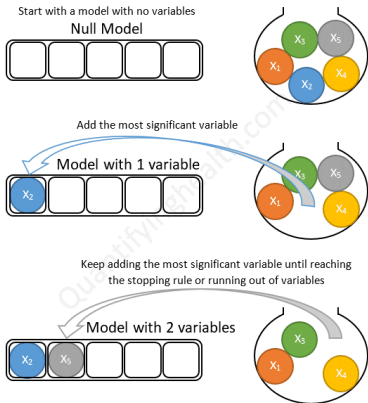 Start with a model with no variables
Null Model
X₃
X₅
X₁
X₄
X₂
Add the most significant variable
Model with 1 variable
X₂
X₃
X₅
X₁
X₄
Keep adding the most significant variable until reaching
the stopping rule or running out of variables
Model with 2 variables
X₂
X₅
X₃
X₁
X₄
Quantifyinghealth.com